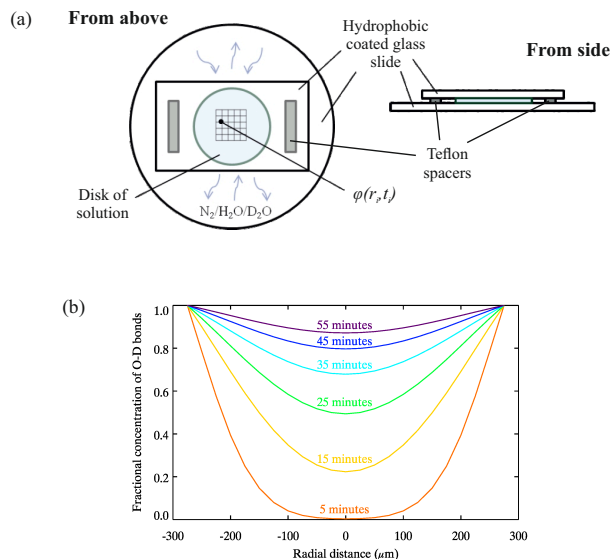 (a)
From above
Hydrophobic
coated glass
slide
From side
Teflon
spacers
Disk of
solution
N₂/H₂O/D₂O
φ(rᵢ,tᵢ)
(b)
Fractional concentration of O-D bonds
1.0
0.8
0.6
0.4
0.2
0.0
55 minutes
45 minutes
35 minutes
25 minutes
15 minutes
5 minutes
-300 -200 -100 0 100 200 300
Radial distance (µm)